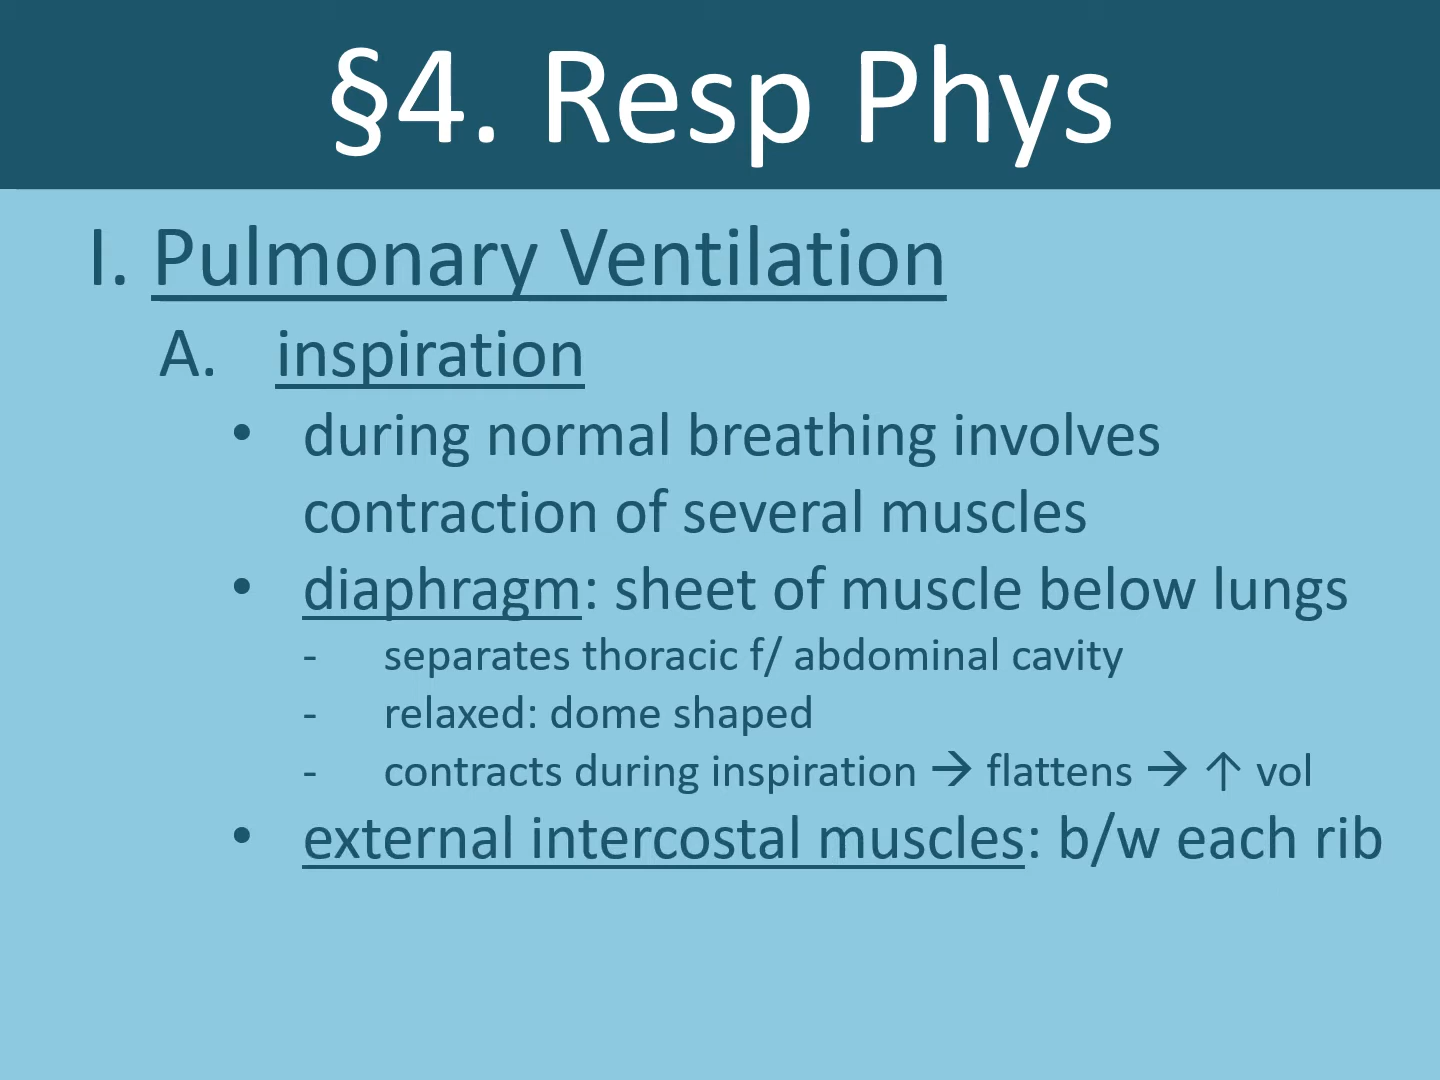 §4. Resp Phys
I. Pulmonary Ventilation
A. inspiration
• during normal breathing involves
contraction of several muscles
• diaphragm: sheet of muscle below lungs
- separates thoracic f/ abdominal cavity
- relaxed: dome shaped
- contracts during inspiration → flattens → ↑ vol
• external intercostal muscles: b/w each rib